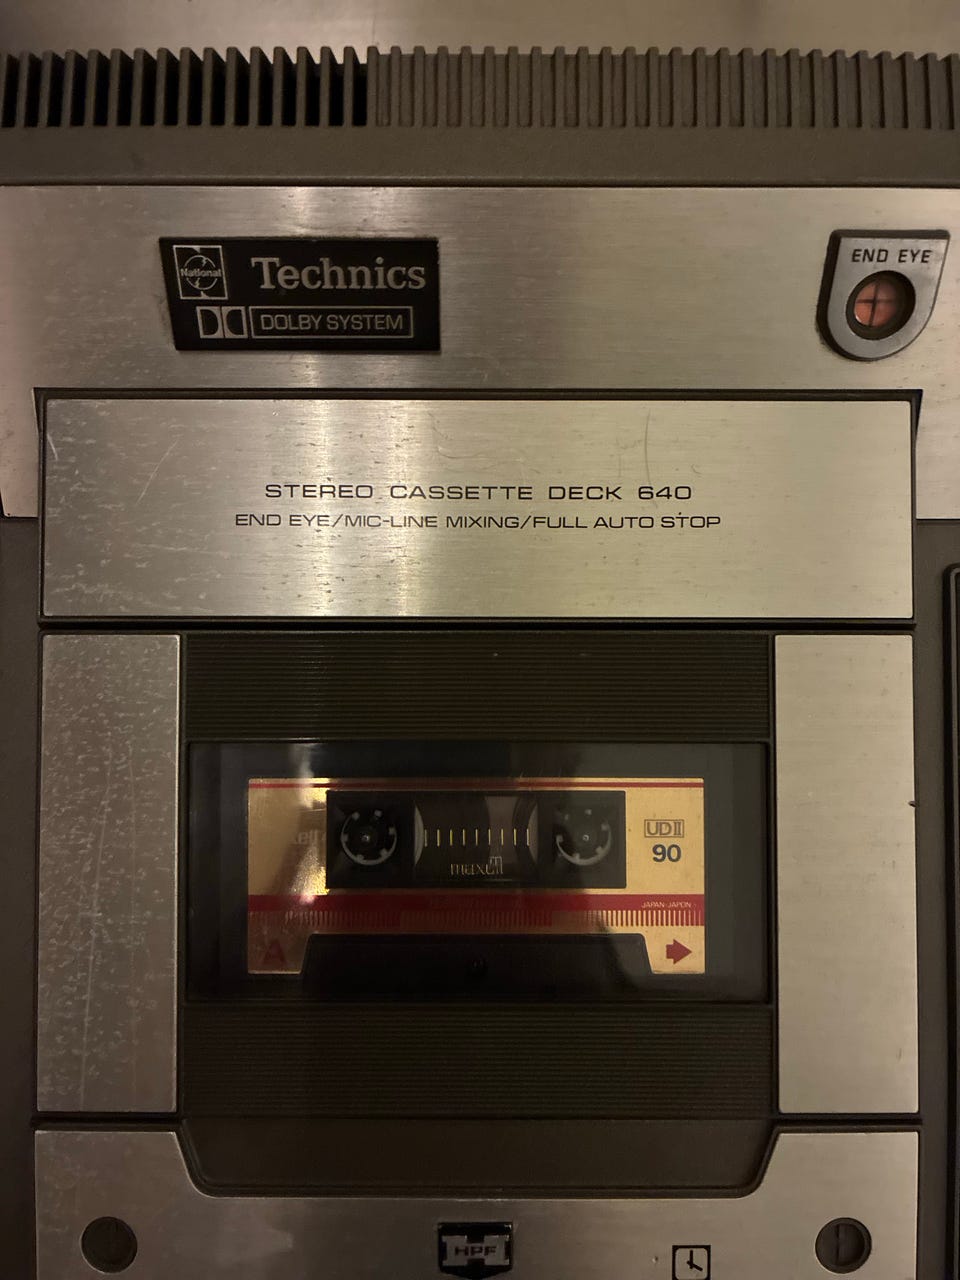 National
Technics
DOLBY SYSTEM
END EYE
STEREO CASSETTE DECK 640
END EYE/MIC-LINE MIXING/FULL AUTO STOP
UDII
90
maxell
JAPAN·JAPON
A
HPF